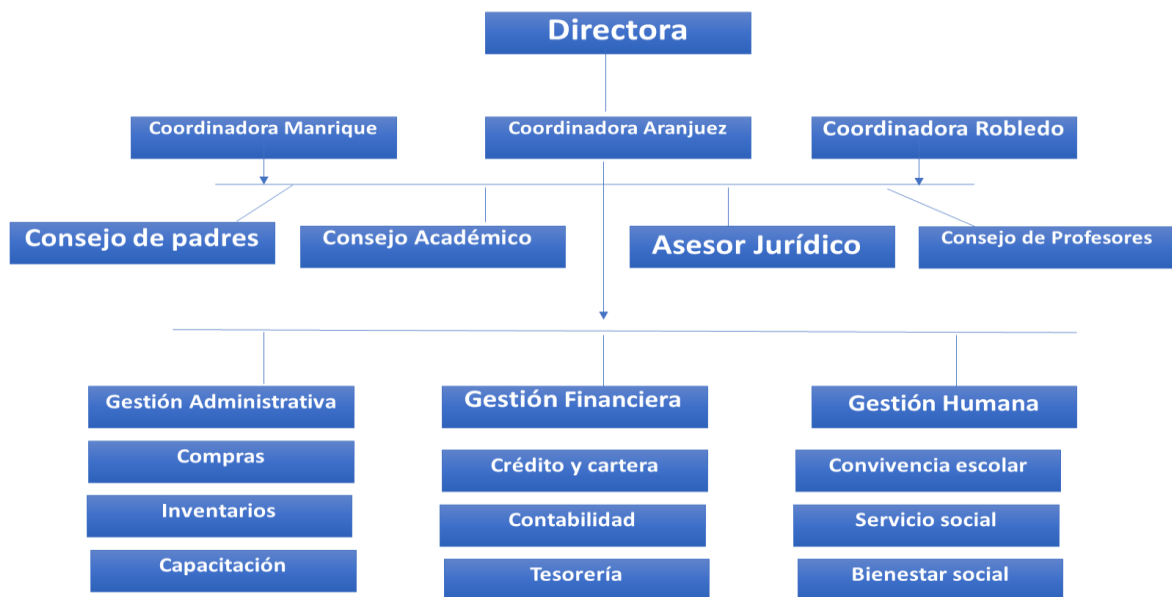 Directora
Coordinadora Manrique
Coordinadora Aranjuez
Coordinadora Robledo
Consejo de padres
Consejo Académico
Asesor Jurídico
Consejo de Profesores
Gestión Administrativa
Gestión Financiera
Gestión Humana
Compras
Crédito y cartera
Convivencia escolar
Inventarios
Contabilidad
Servicio social
Capacitación
Tesorería
Bienestar social